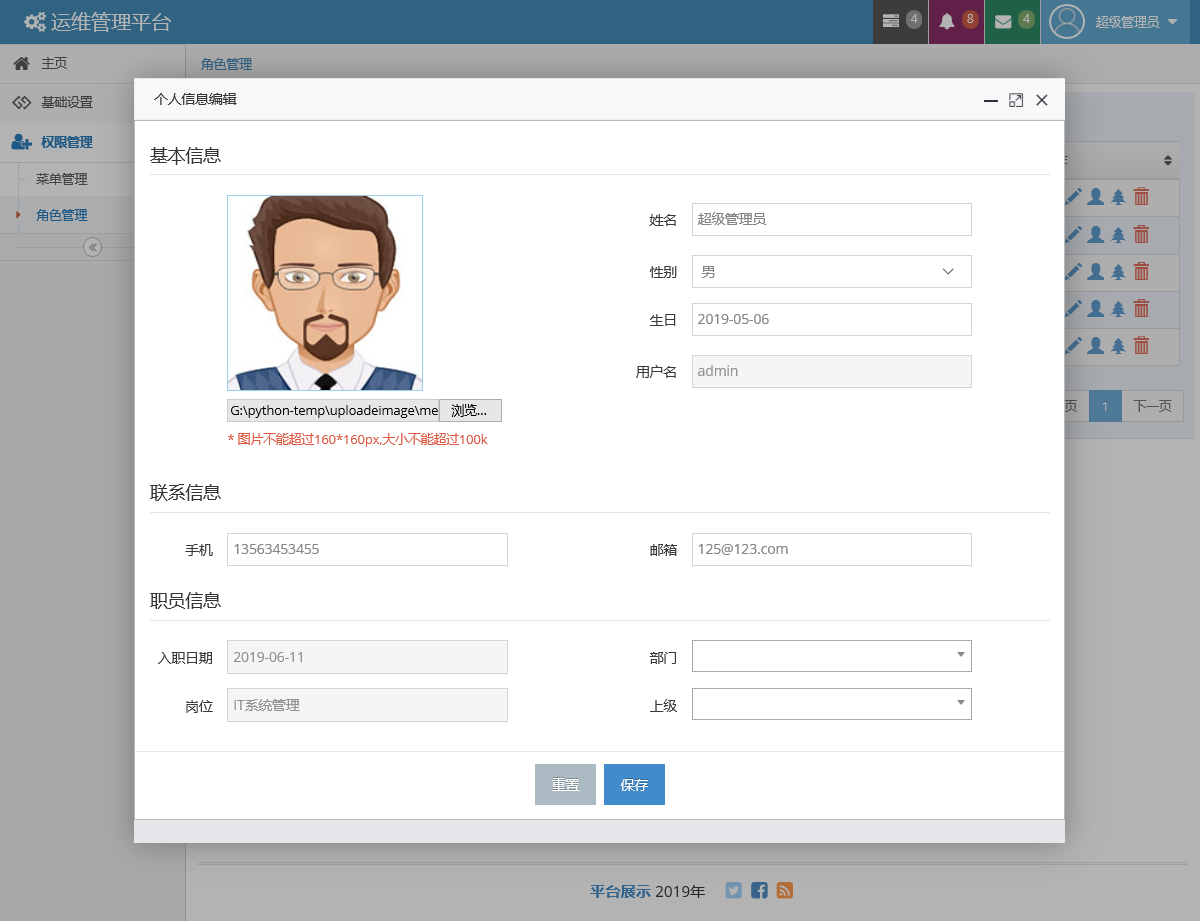 运维管理平台
4
8
4
超级管理员
主页
角色管理
基础设置
权限管理
菜单管理
角色管理
个人信息编辑
基本信息
姓名 超级管理员
性别 男
生日 2019-05-06
用户名 admin
G:\python-temp\uploadeimage\me 浏览...
* 图片不能超过160*160px,大小不能超过100k
联系信息
手机 13563453455
邮箱 125@123.com
职员信息
入职日期 2019-06-11
部门
岗位 IT系统管理
上级
重置 保存
页 1 下一页
平台展示 2019年